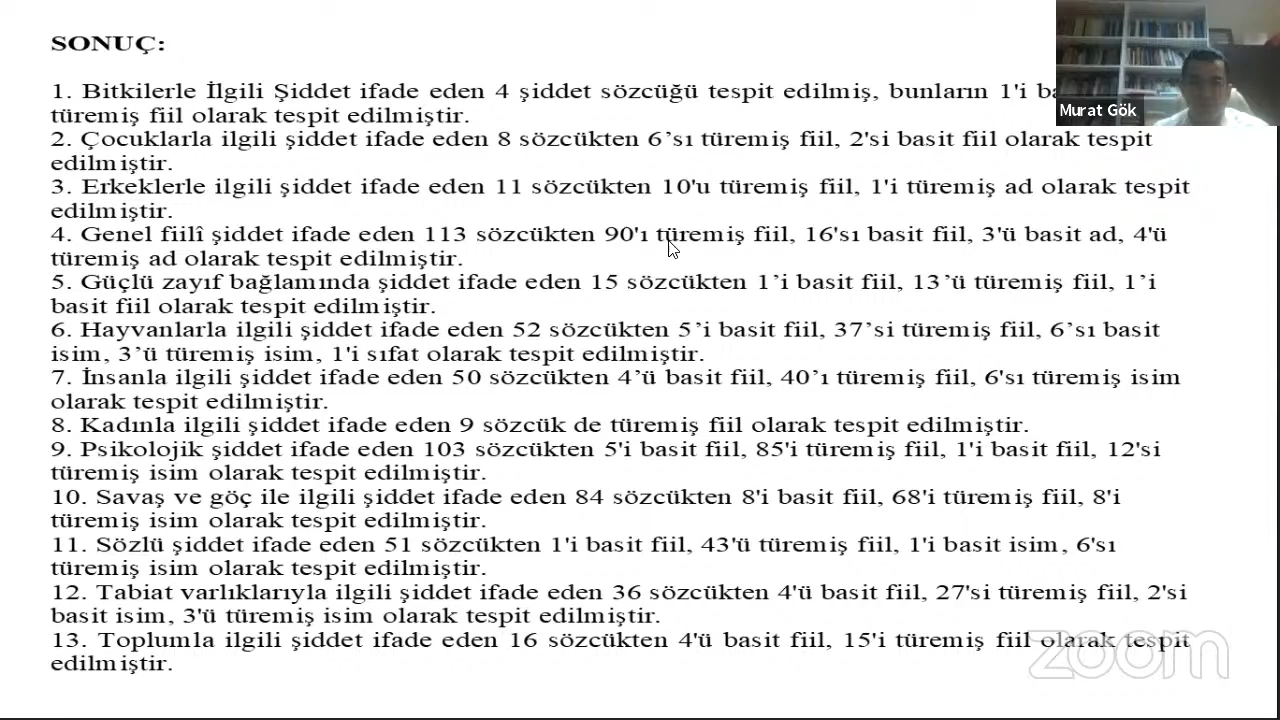 SONUÇ:
1. Bitkilerle İlgili Şiddet ifade eden 4 şiddet sözcüğü tespit edilmiş, bunların 1'i
türemiş fiil olarak tespit edilmiştir.
2. Çocuklarla ilgili şiddet ifade eden 8 sözcükten 6’sı türemiş fiil, 2'si basit fiil olarak tespit
edilmiştir.
3. Erkeklerle ilgili şiddet ifade eden 11 sözcükten 10'u türemiş fiil, 1'i türemiş ad olarak tespit
edilmiştir.
4. Genel fiilî şiddet ifade eden 113 sözcükten 90'ı türemiş fiil, 16'sı basit fiil, 3'ü basit ad, 4'ü
türemiş ad olarak tespit edilmiştir.
5. Güçlü zayıf bağlamında şiddet ifade eden 15 sözcükten 1’i basit fiil, 13’ü türemiş fiil, 1’i
basit fiil olarak tespit edilmiştir.
6. Hayvanlarla ilgili şiddet ifade eden 52 sözcükten 5’i basit fiil, 37’si türemiş fiil, 6’sı basit
isim, 3’ü türemiş isim, 1'i sıfat olarak tespit edilmiştir.
7. İnsanla ilgili şiddet ifade eden 50 sözcükten 4’ü basit fiil, 40’ı türemiş fiil, 6'sı türemiş isim
olarak tespit edilmiştir.
8. Kadınla ilgili şiddet ifade eden 9 sözcük de türemiş fiil olarak tespit edilmiştir.
9. Psikolojik şiddet ifade eden 103 sözcükten 5'i basit fiil, 85'i türemiş fiil, 1'i basit fiil, 12'si
türemiş isim olarak tespit edilmiştir.
10. Savaş ve göç ile ilgili şiddet ifade eden 84 sözcükten 8'i basit fiil, 68'i türemiş fiil, 8'i
türemiş isim olarak tespit edilmiştir.
11. Sözlü şiddet ifade eden 51 sözcükten 1'i basit fiil, 43'ü türemiş fiil, 1'i basit isim, 6'sı
türemiş isim olarak tespit edilmiştir.
12. Tabiat varlıklarıyla ilgili şiddet ifade eden 36 sözcükten 4'ü basit fiil, 27'si türemiş fiil, 2'si
basit isim, 3'ü türemiş isim olarak tespit edilmiştir.
13. Toplumla ilgili şiddet ifade eden 16 sözcükten 4'ü basit fiil, 15'i türemiş fiil olarak tespit
edilmiştir.
Murat Gök
zoom